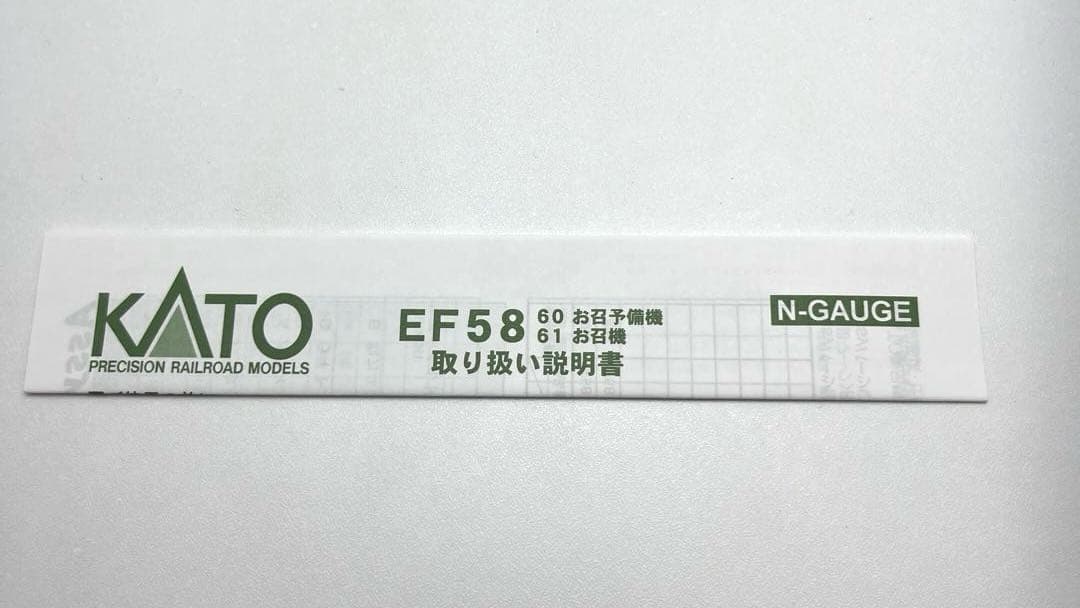 KATO
PRECISION RAILROAD MODELS
EF58 60 お召予備機
61 お召機
取り扱い説明書
N-GAUGE